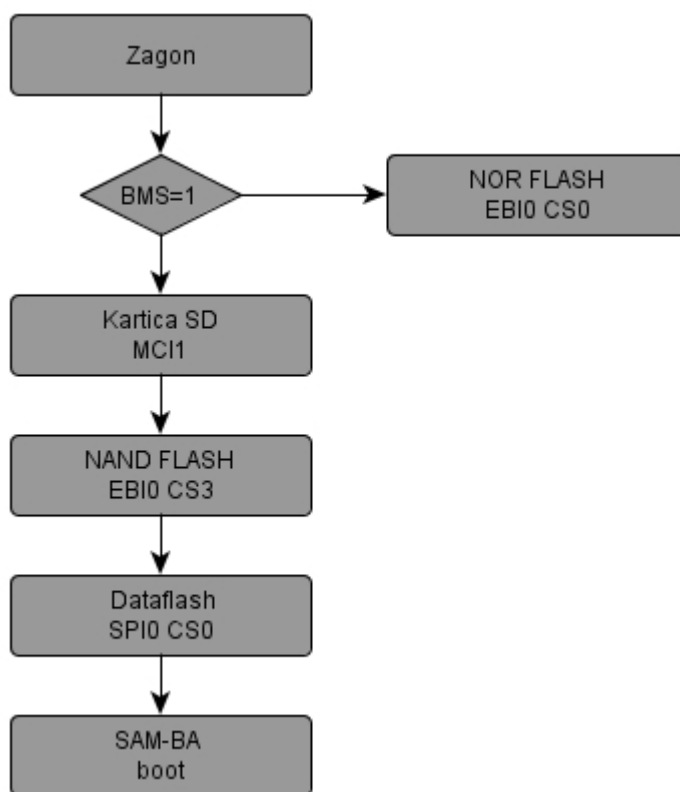 Zagon
BMS=1
NOR FLASH
EBI0 CS0
Kartica SD
MCI1
NAND FLASH
EBI0 CS3
Dataflash
SPI0 CS0
SAM-BA
boot